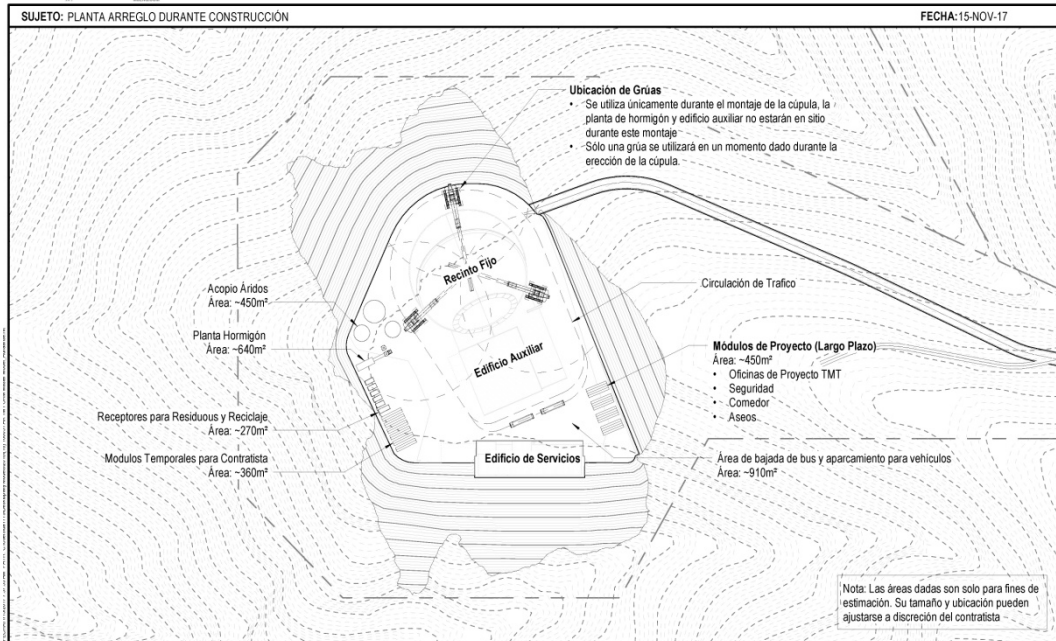 SUJETO: PLANTA ARREGLO DURANTE CONSTRUCCIÓN
FECHA:15-NOV-17
Ubicación de Grúas
• Se utiliza únicamente durante el montaje de la cúpula, la
planta de hormigón y edificio auxiliar no estarán en sitio
durante este montaje
• Sólo una grúa se utilizará en un momento dado durante la
erección de la cúpula.
Recinto Fijo
Acopio Áridos
Área: ~450m²
Circulación de Trafico
Planta Hormigón
Área: ~640m²
Módulos de Proyecto (Largo Plazo)
Área: ~450m²
• Oficinas de Proyecto TMT
• Seguridad
• Comedor
• Aseos
Edificio Auxiliar
Receptores para Residuous y Reciclaje
Área: ~270m²
Modulos Temporales para Contratista
Área: ~360m²
Edificio de Servicios
Área de bajada de bus y aparcamiento para vehiculos
Área: ~910m²
Nota: Las áreas dadas son solo para fines de
estimación. Su tamaño y ubicación pueden
ajustarse a discreción del contratista